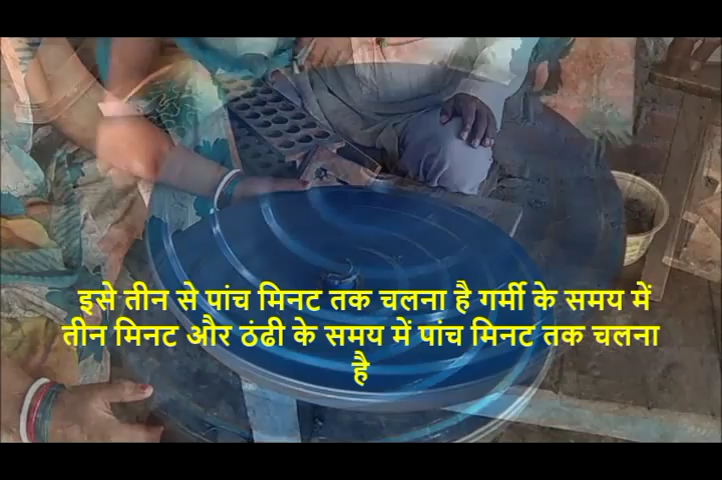 इसे तीन से पांच मिनट तक चलना है गर्मी के समय में
तीन मिनट और ठंढी के समय में पांच मिनट तक चलना
है